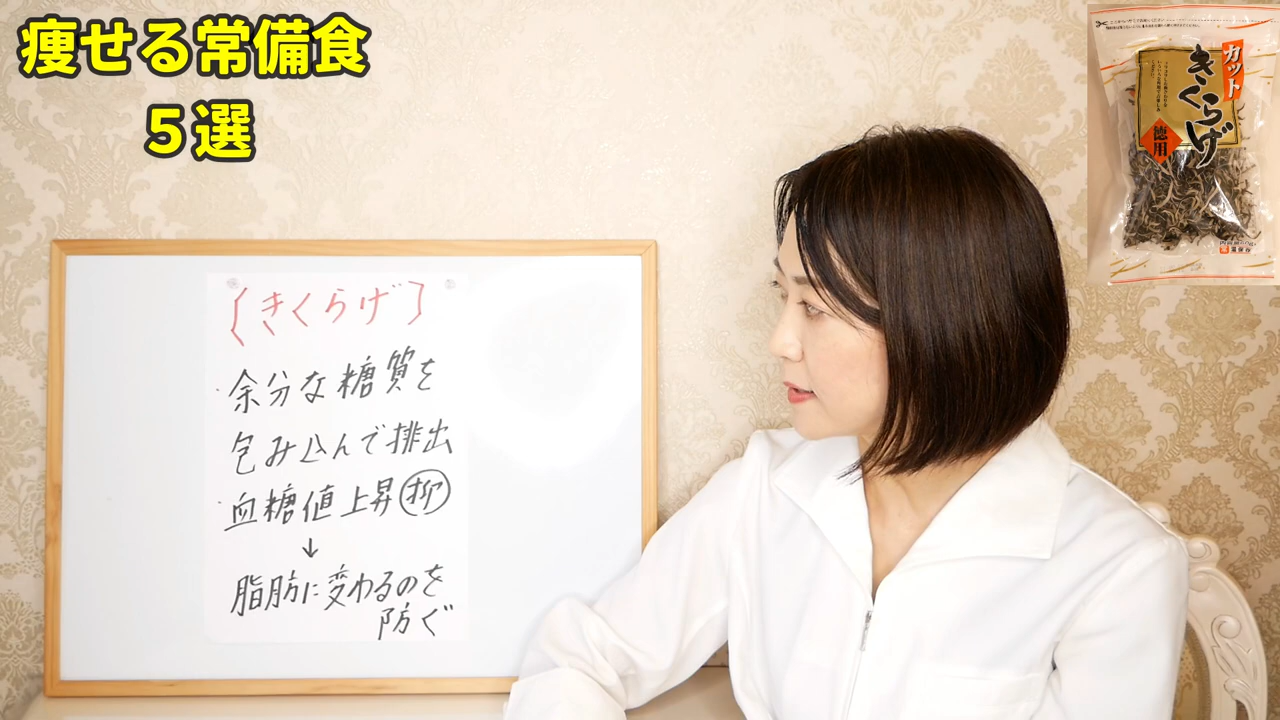 痩せる常備食
５選
〔きくらげ〕
・余分な糖質を
包み込んで排出
・血糖値上昇抑
↓
脂肪に変わるのを
防ぐ
カット
きくらげ
徳用